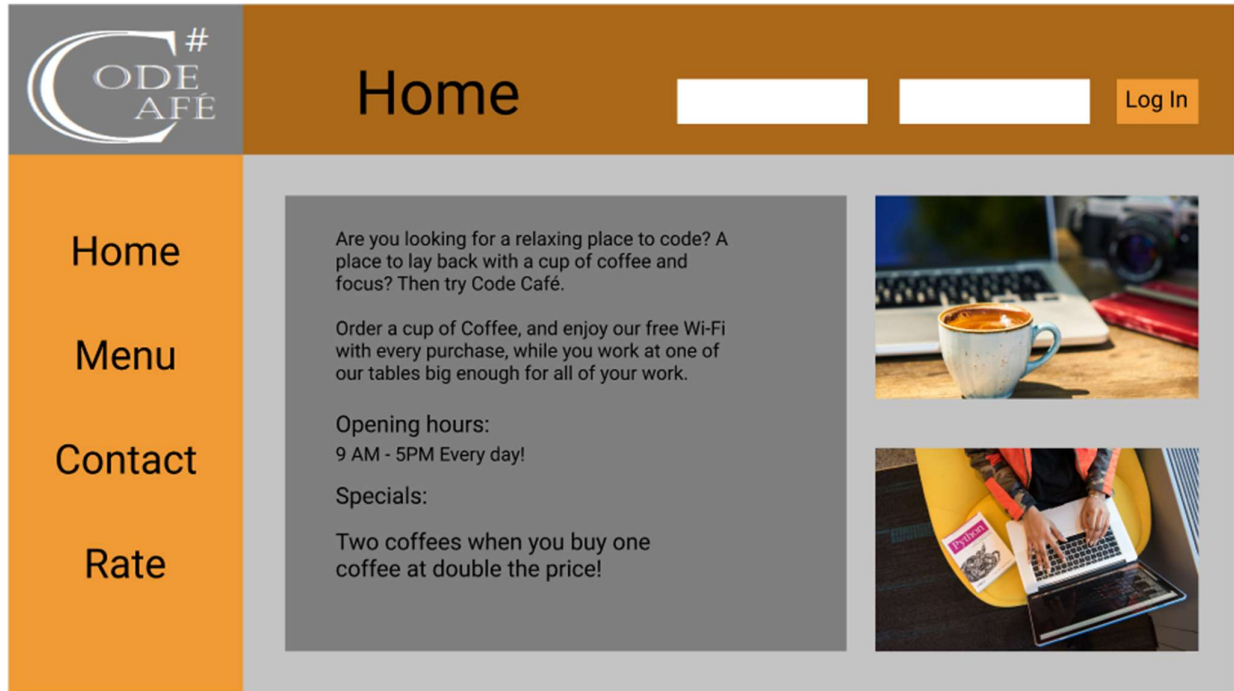 C#
ODE
AFÉ
Home
Log In
Home
Menu
Contact
Rate
Are you looking for a relaxing place to code? A
place to lay back with a cup of coffee and
focus? Then try Code Café.
Order a cup of Coffee, and enjoy our free Wi-Fi
with every purchase, while you work at one of
our tables big enough for all of your work.
Opening hours:
9 AM - 5PM Every day!
Specials:
Two coffees when you buy one
coffee at double the price!
Python